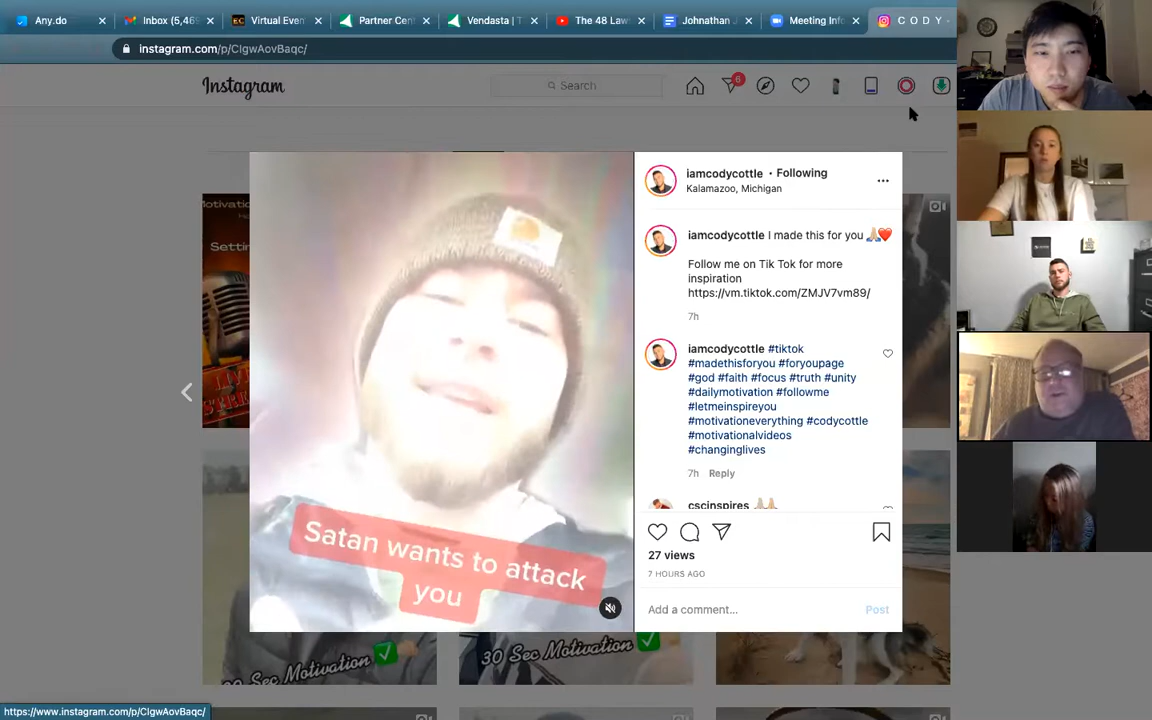 Any.do
Inbox (5,46
Virtual Even
Partner Cen
Vendasta | T
The 48 Law
Johnathan
Meeting Info
C O D Y
instagram.com/p/CIgwAovBaqc/
Instagram
Search
6
Settin
LIVE
STRE
iamcodycottle • Following
Kalamazoo, Michigan
iamcodycottle I made this for you 🙏🏼❤️
Follow me on Tik Tok for more
inspiration
https://vm.tiktok.com/ZMJV7vm89/
7h
iamcodycottle #tiktok
#madethisforyou #foryoupage
#god #faith #focus #truth #unity
#dailymotivation #followme
#letmeinspireyou
#motivationeverything #codycottle
#motivationalvideos
#changinglives
7h Reply
cscinspires 🙏🏼🙏🏼
Satan wants to attack
you
27 views
7 HOURS AGO
Add a comment...
Post
30 Sec Motivation ✅
30 Sec Motivation ✅
https://www.instagram.com/p/CIgwAovBaqc/